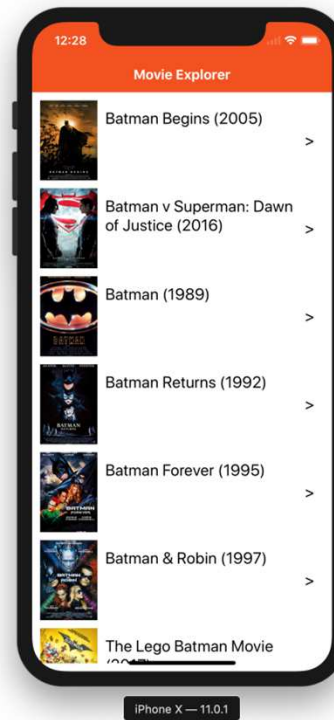 12:28
Movie Explorer
Batman Begins (2005)
>
Batman v Superman: Dawn
of Justice (2016)
>
Batman (1989)
>
Batman Returns (1992)
>
Batman Forever (1995)
>
Batman & Robin (1997)
>
The Lego Batman Movie
(2017)
iPhone X — 11.0.1